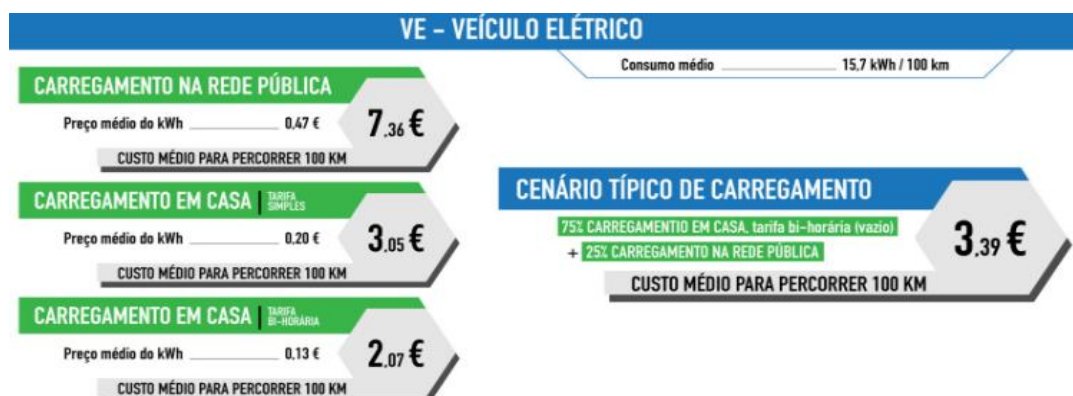 VE – VEÍCULO ELÉTRICO
Consumo médio 15,7 kWh / 100 km
CARREGAMENTO NA REDE PÚBLICA
Preço médio do kWh 0,47 €
7,36 €
CUSTO MÉDIO PARA PERCORRER 100 KM
CARREGAMENTO EM CASA | TARIFA SIMPLES
Preço médio do kWh 0,20 €
3,05 €
CUSTO MÉDIO PARA PERCORRER 100 KM
CARREGAMENTO EM CASA | TARIFA BI-HORÁRIA
Preço médio do kWh 0,13 €
2,07 €
CUSTO MÉDIO PARA PERCORRER 100 KM
CENÁRIO TÍPICO DE CARREGAMENTO
75% CARREGAMENTIO EM CASA, tarifa bi-horária (vazio)
+ 25% CARREGAMENTO NA REDE PÚBLICA
3,39 €
CUSTO MÉDIO PARA PERCORRER 100 KM